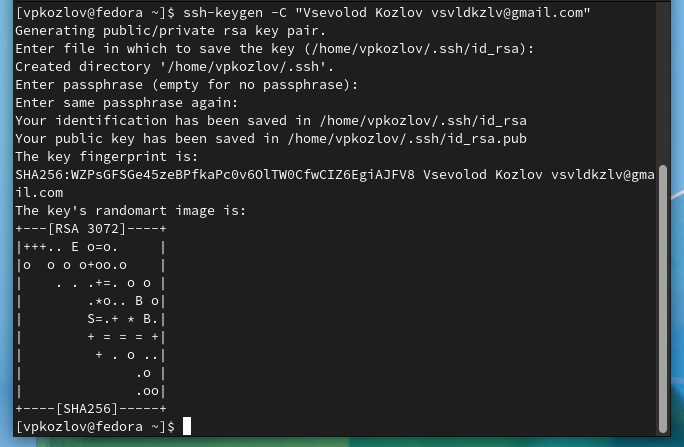 [vpkozlov@fedora ~]$ ssh-keygen -C "Vsevolod Kozlov vsvldkzlv@gmail.com"
Generating public/private rsa key pair.
Enter file in which to save the key (/home/vpkozlov/.ssh/id_rsa):
Created directory '/home/vpkozlov/.ssh'.
Enter passphrase (empty for no passphrase):
Enter same passphrase again:
Your identification has been saved in /home/vpkozlov/.ssh/id_rsa
Your public key has been saved in /home/vpkozlov/.ssh/id_rsa.pub
The key fingerprint is:
SHA256:WZPsGFSGe45zeBPfkaPc0v6OlTW0CfwCIZ6EgiAJFV8 Vsevolod Kozlov vsvldkzlv@gma
il.com
The key's randomart image is:
+---[RSA 3072]----+
|+++.. E o=o.     |
|o  o o o+oo.o    |
|    . . .+=. o o |
|        .*o.. B o|
|        S=.+ * B.|
|        + = = = +|
|         + . o ..|
|              .o |
|              .oo|
+----[SHA256]-----+
[vpkozlov@fedora ~]$